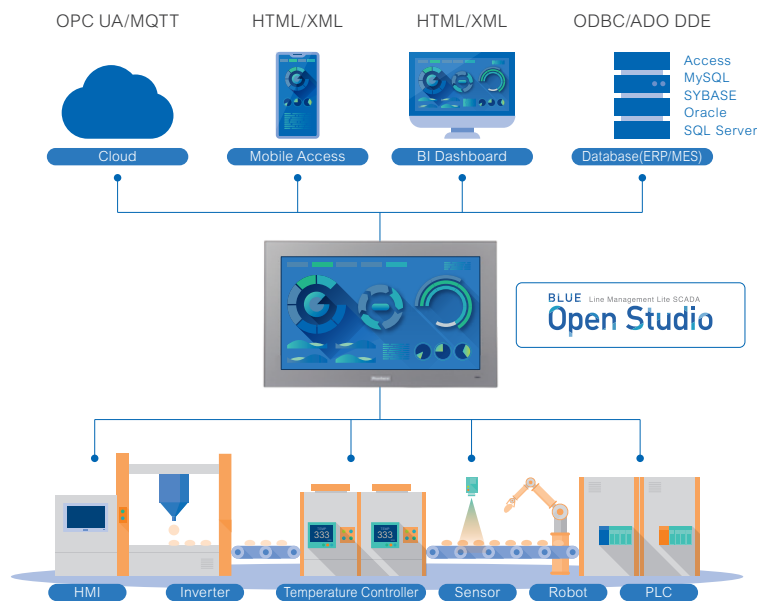 OPC UA/MQTT
HTML/XML
HTML/XML
ODBC/ADO DDE
Access
MySQL
SYBASE
Oracle
SQL Server
Cloud
Mobile Access
BI Dashboard
Database(ERP/MES)
BLUE Line Management Lite SCADA
Open Studio
333
333
HMI
Inverter
Temperature Controller
Sensor
Robot
PLC